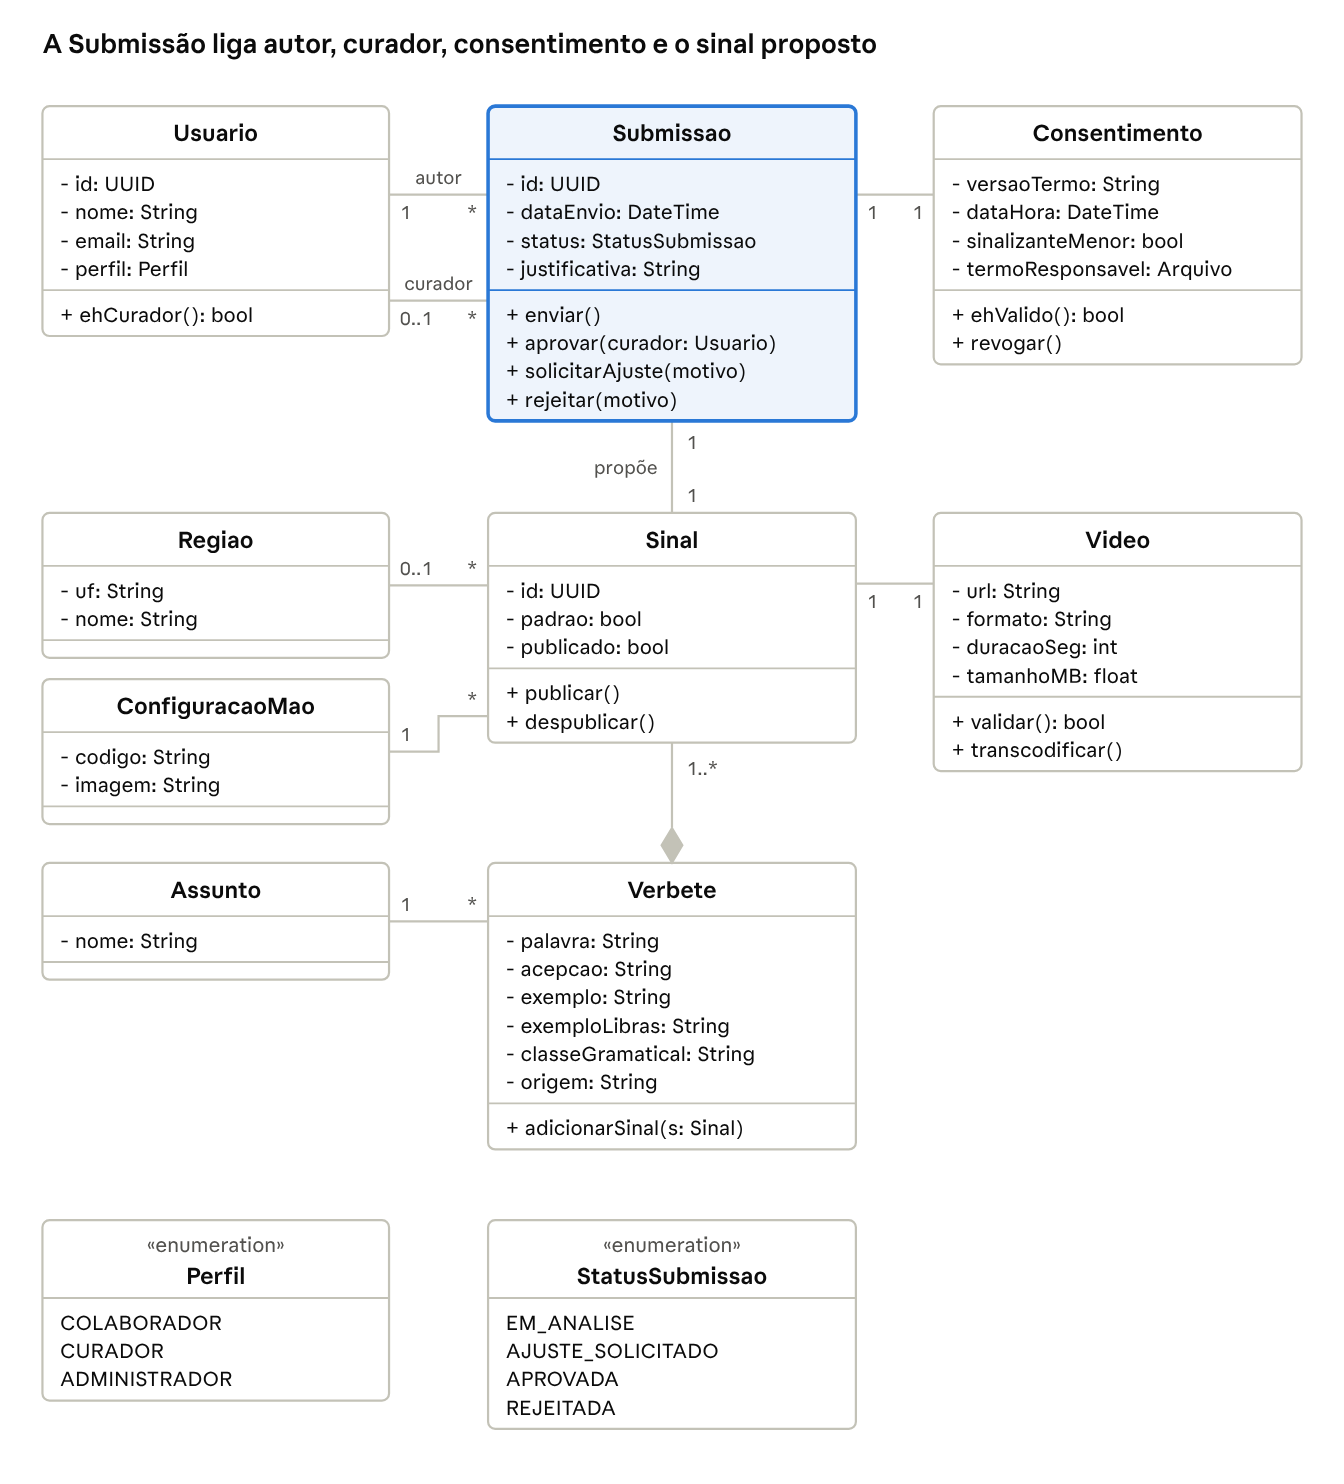 A Submissão liga autor, curador, consentimento e o sinal proposto
Usuario
- id: UUID
- nome: String
- email: String
- perfil: Perfil
+ ehCurador(): bool
autor
1 *
curador
0..1 *
Submissao
- id: UUID
- dataEnvio: DateTime
- status: StatusSubmissao
- justificativa: String
+ enviar()
+ aprovar(curador: Usuario)
+ solicitarAjuste(motivo)
+ rejeitar(motivo)
1 1
Consentimento
- versaoTermo: String
- dataHora: DateTime
- sinalizanteMenor: bool
- termoResponsavel: Arquivo
+ ehValido(): bool
+ revogar()
1
propõe
1
Regiao
- uf: String
- nome: String
0..1 *
Sinal
- id: UUID
- padrao: bool
- publicado: bool
+ publicar()
+ despublicar()
1 1
Video
- url: String
- formato: String
- duracaoSeg: int
- tamanhoMB: float
+ validar(): bool
+ transcodificar()
ConfiguracaoMao
- codigo: String
- imagem: String
*
1
1..*
Assunto
- nome: String
1 *
Verbete
- palavra: String
- acepcao: String
- exemplo: String
- exemploLibras: String
- classeGramatical: String
- origem: String
+ adicionarSinal(s: Sinal)
«enumeration»
Perfil
COLABORADOR
CURADOR
ADMINISTRADOR
«enumeration»
StatusSubmissao
EM_ANALISE
AJUSTE_SOLICITADO
APROVADA
REJEITADA